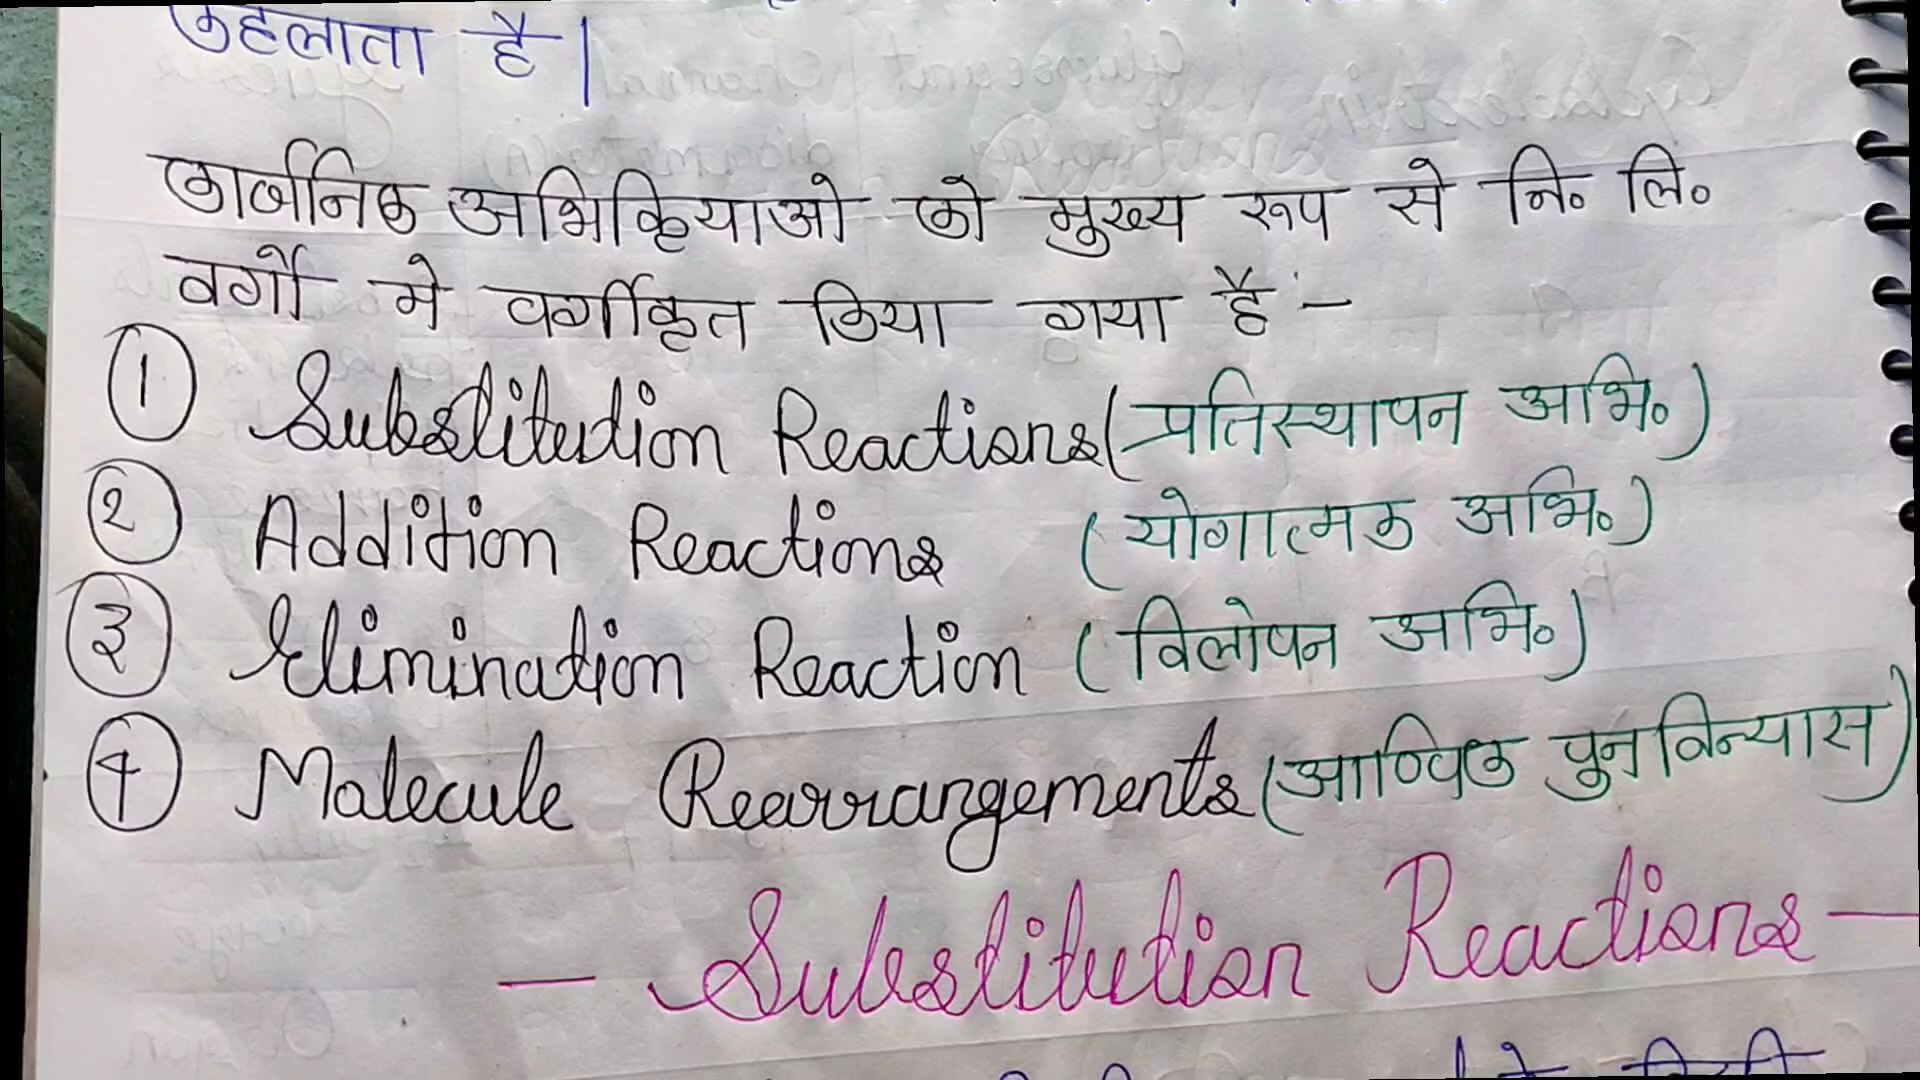 कहलाता है|
कार्बनिक अभिक्रियाओ को मुख्य रूप से नि० लि०
वर्गो मे वर्गीकृत किया गया है :-
① Substitution Reactions (प्रतिस्थापन अभि०)
② Addition Reactions (योगात्मक अभि०)
③ Elimination Reaction (विलोपन अभि०)
④ Malecule Rearrangements (आण्विक पुनर्विन्यास)
- Substitution Reactions -